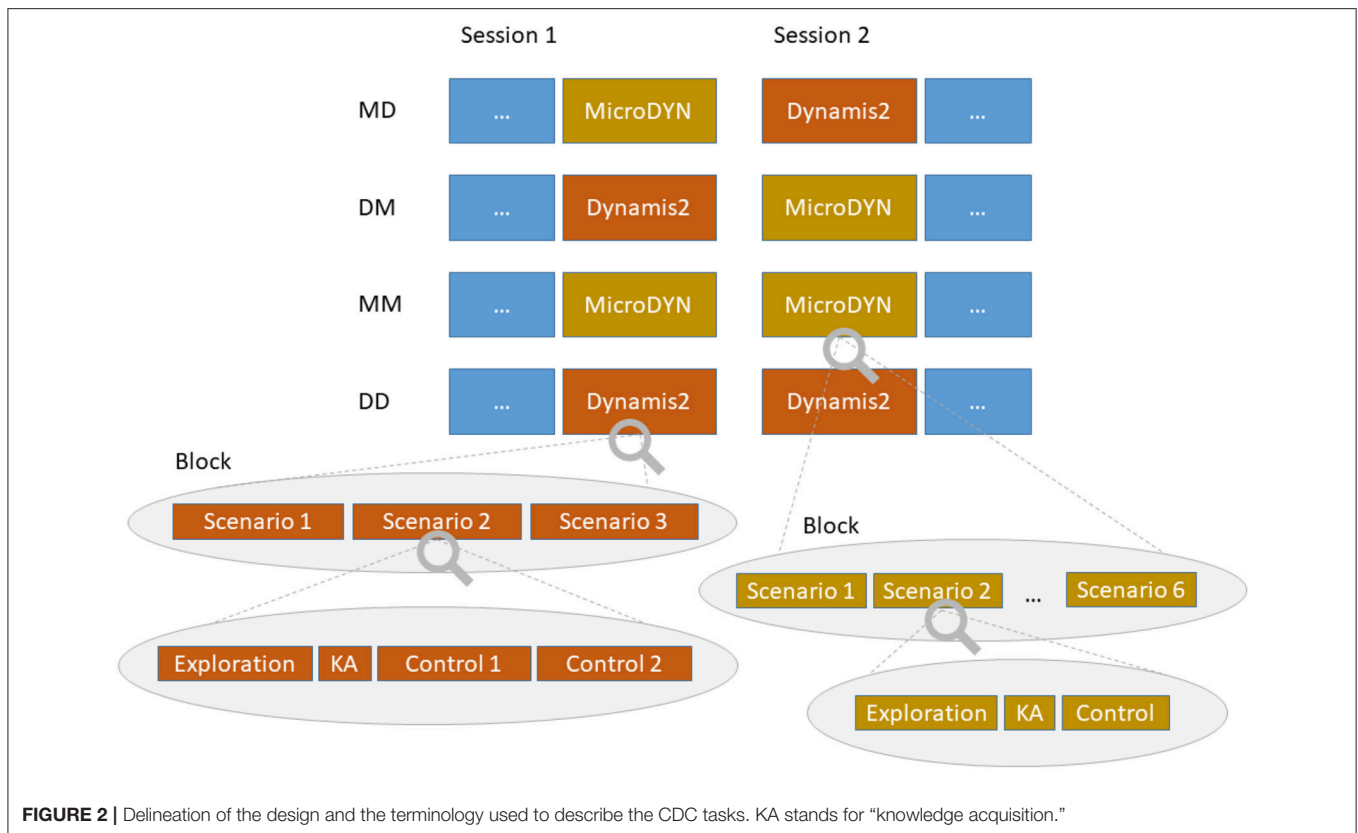 Session 1 Session 2
MD ... MicroDYN Dynamis2 ...
DM ... Dynamis2 MicroDYN ...
MM ... MicroDYN MicroDYN ...
DD ... Dynamis2 Dynamis2 ...
Block
Scenario 1 Scenario 2 Scenario 3
Exploration KA Control 1 Control 2
Block
Scenario 1 Scenario 2 ... Scenario 6
Exploration KA Control
FIGURE 2 | Delineation of the design and the terminology used to describe the CDC tasks. KA stands for “knowledge acquisition.”